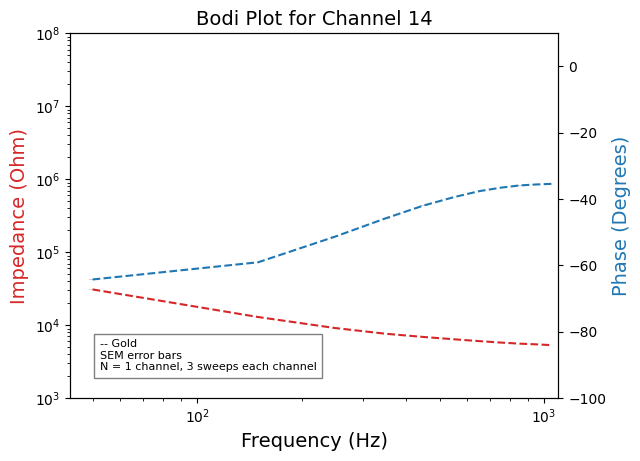 Bodi Plot for Channel 14
Impedance (Ohm)
10^8
10^7
10^6
10^5
10^4
10^3
0
−20
−40
−60
−80
−100
Phase (Degrees)
-- Gold
SEM error bars
N = 1 channel, 3 sweeps each channel
10^2
10^3
Frequency (Hz)